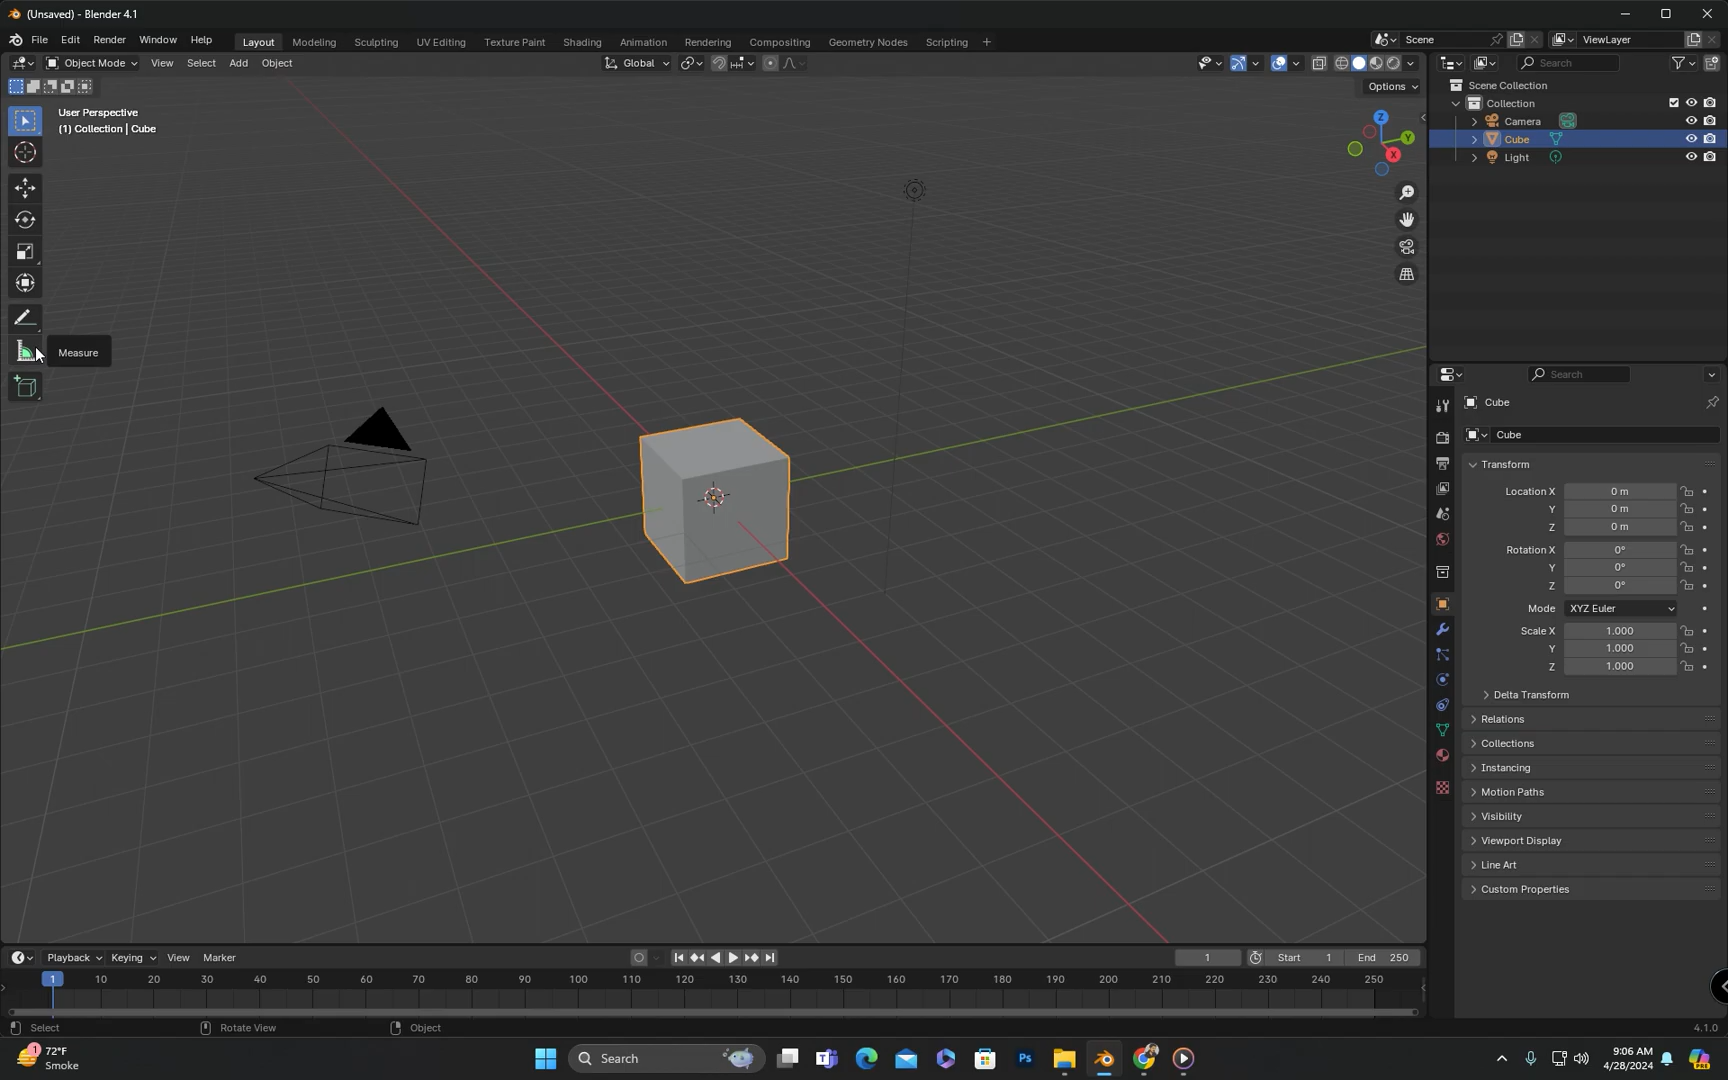 (Unsaved) - Blender 4.1
File Edit Render Window Help Layout Modeling Sculpting UV Editing Texture Paint Shading Animation Rendering Compositing Geometry Nodes Scripting + Scene ViewLayer
Object Mode View Select Add Object Global Search
Options
User Perspective
(1) Collection | Cube
Z
Y
X
Measure
Scene Collection
Collection
Camera
Cube
Light
Search
Cube
Cube
Transform
Location X 0 m
Y 0 m
Z 0 m
Rotation X 0°
Y 0°
Z 0°
Mode XYZ Euler
Scale X 1.000
Y 1.000
Z 1.000
Delta Transform
Relations
Collections
Instancing
Motion Paths
Visibility
Viewport Display
Line Art
Custom Properties
Playback Keying View Marker 1 Start 1 End 250
1 10 20 30 40 50 60 70 80 90 100 110 120 130 140 150 160 170 180 190 200 210 220 230 240 250
Select Rotate View Object 4.1.0
1 72°F
Smoke
Search
Ps
9:06 AM
4/28/2024
PRE